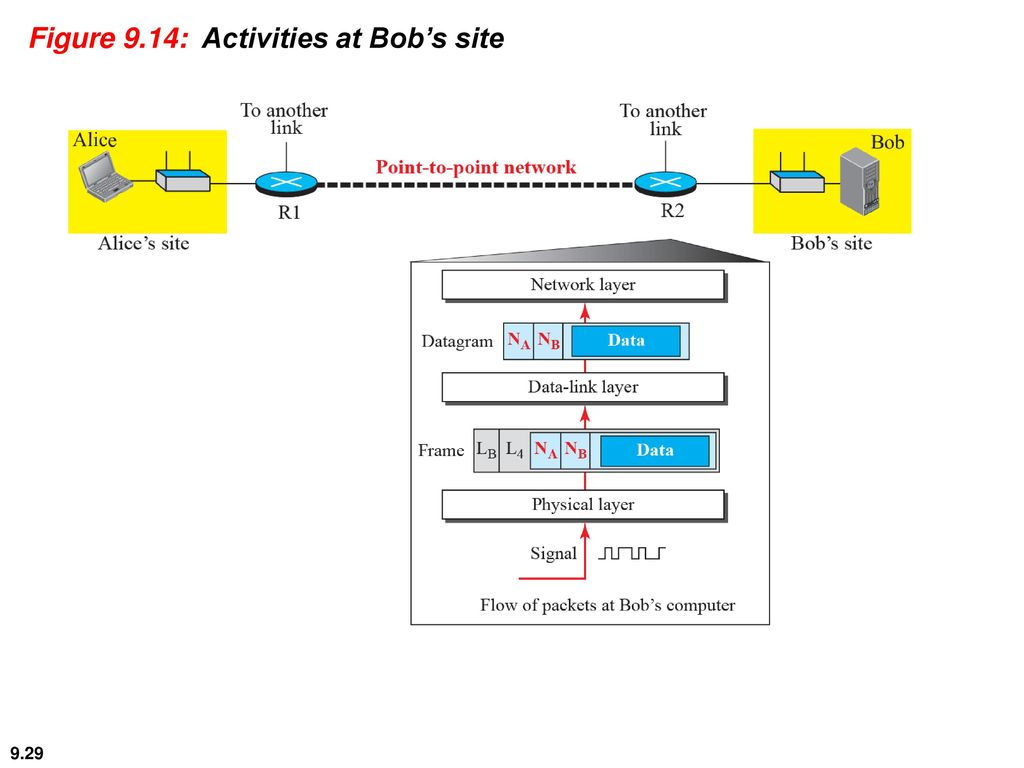 Figure 9.14: Activities at Bob's site
To another
link
To another
link
Alice
Bob
Point-to-point network
R1
R2
Alice's site
Bob's site
Network layer
Datagram NA NB Data
Data-link layer
Frame LB L4 NA NB Data
Physical layer
Signal
Flow of packets at Bob's computer
9.29